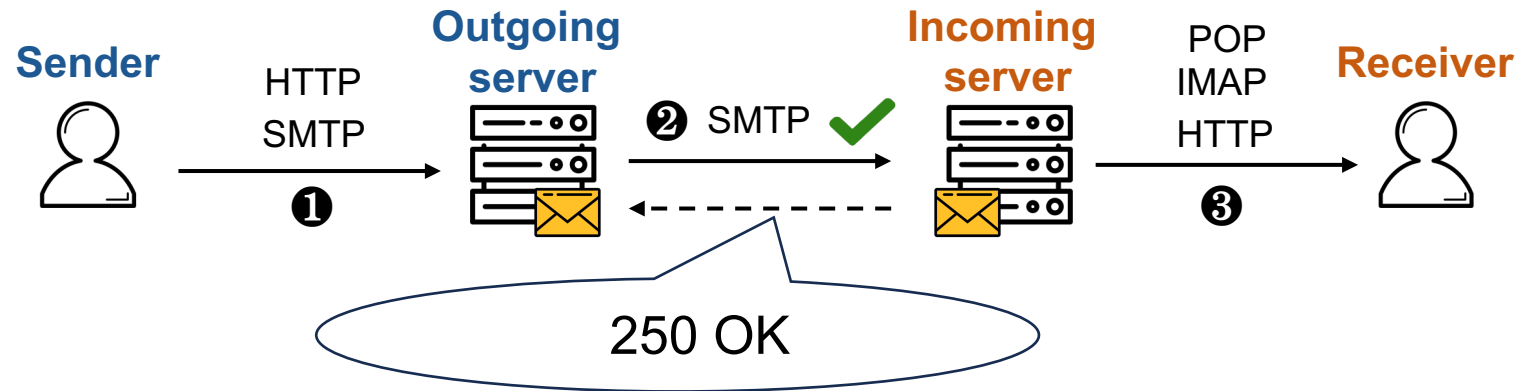 Sender
HTTP
SMTP
❶
Outgoing
server
❷ SMTP
Incoming
server
POP
IMAP
HTTP
❸
Receiver
250 OK